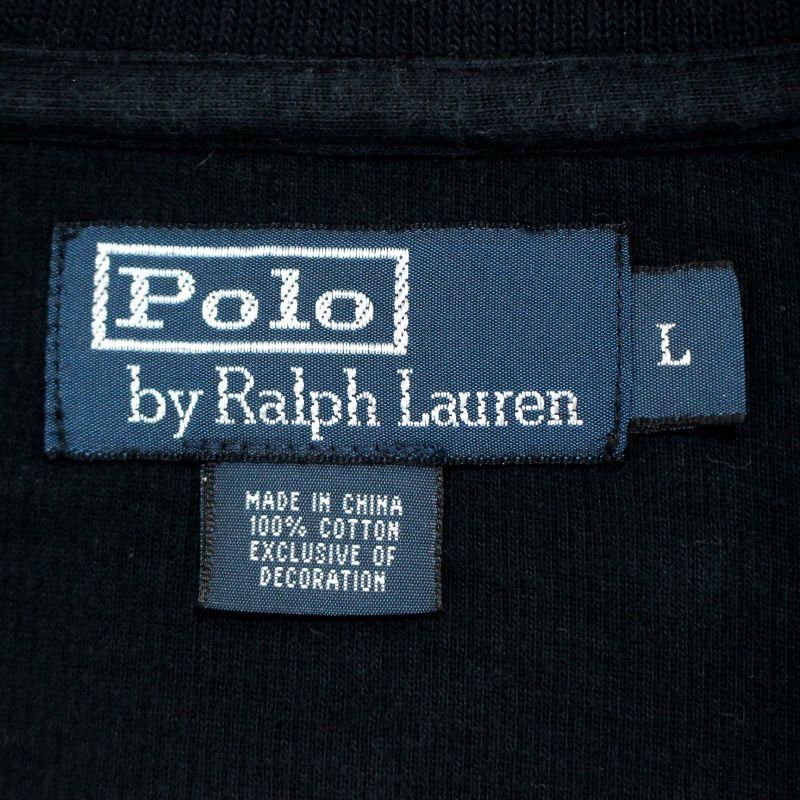 Polo
by Ralph Lauren
L
MADE IN CHINA
100% COTTON
EXCLUSIVE OF
DECORATION